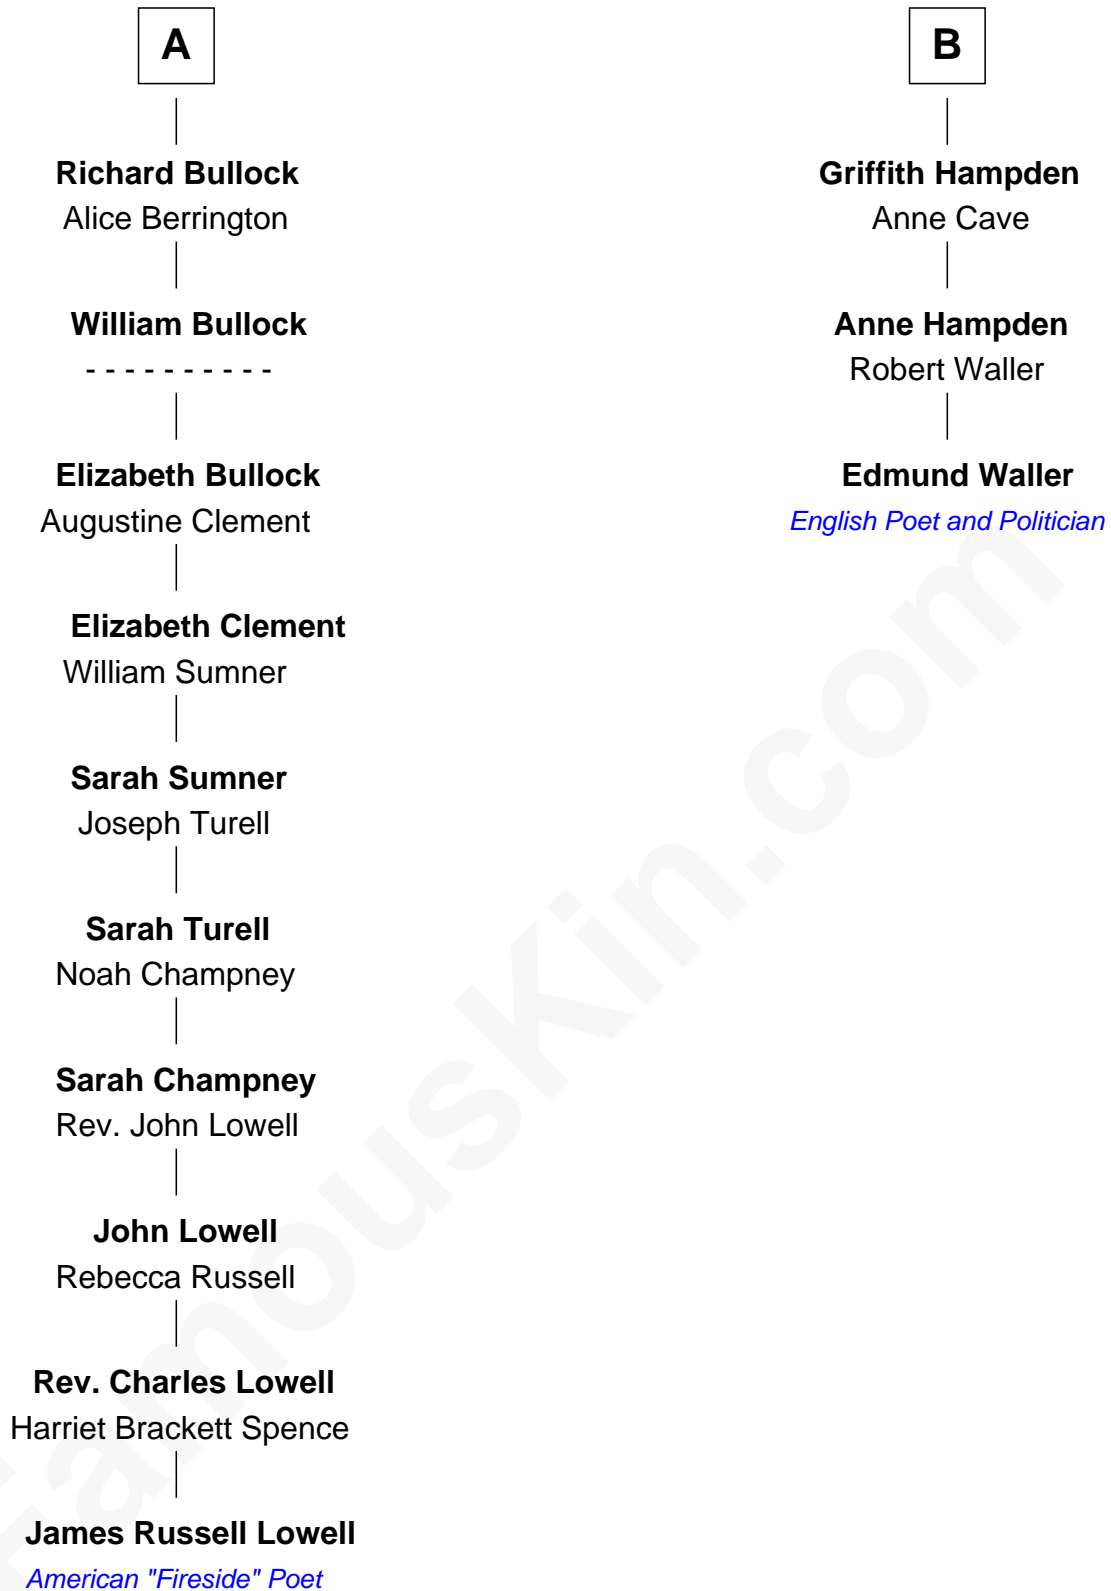 A
Richard Bullock
Alice Berrington
William Bullock
- - - - - - - - - -
Elizabeth Bullock
Augustine Clement
Elizabeth Clement
William Sumner
Sarah Sumner
Joseph Turell
Sarah Turell
Noah Champney
Sarah Champney
Rev. John Lowell
John Lowell
Rebecca Russell
Rev. Charles Lowell
Harriet Brackett Spence
James Russell Lowell
American "Fireside" Poet
B
Griffith Hampden
Anne Cave
Anne Hampden
Robert Waller
Edmund Waller
English Poet and Politician
FamousKin.com